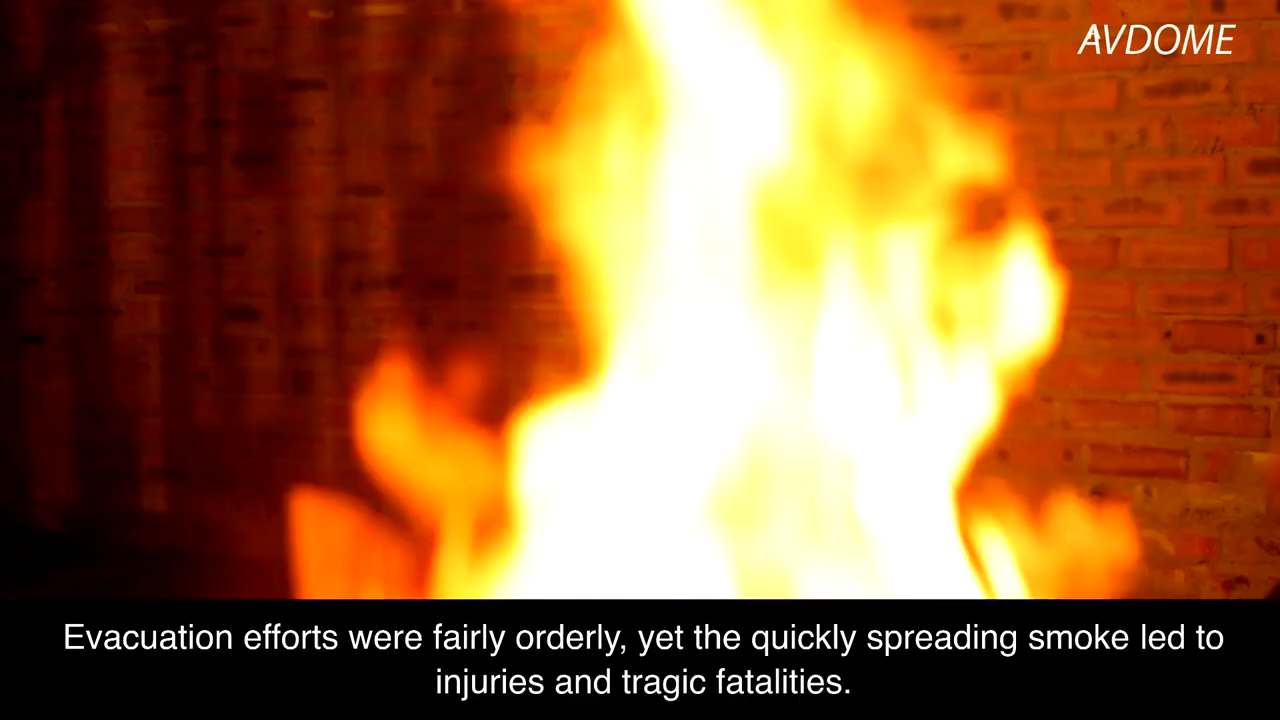 AVDOME
Evacuation efforts were fairly orderly, yet the quickly spreading smoke led to
injuries and tragic fatalities.